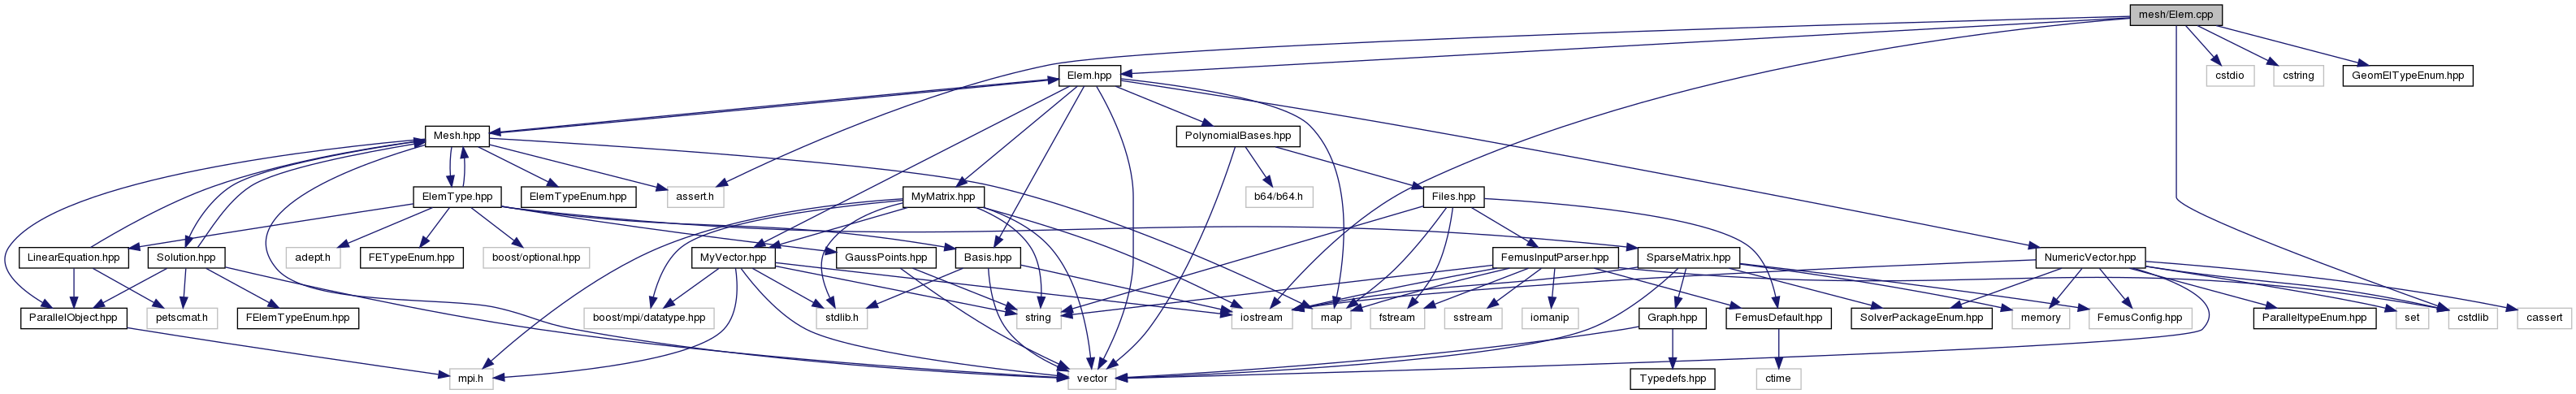 mesh/Elem.cpp
Elem.hpp
cstdio
cstring
GeomElTypeEnum.hpp
Mesh.hpp
PolynomialBases.hpp
ElemType.hpp
ElemTypeEnum.hpp
assert.h
MyMatrix.hpp
b64/b64.h
Files.hpp
LinearEquation.hpp
Solution.hpp
adept.h
FETypeEnum.hpp
boost/optional.hpp
MyVector.hpp
GaussPoints.hpp
Basis.hpp
FemusInputParser.hpp
SparseMatrix.hpp
NumericVector.hpp
ParallelObject.hpp
petscmat.h
FElemTypeEnum.hpp
boost/mpi/datatype.hpp
stdlib.h
string
iostream
map
fstream
sstream
iomanip
Graph.hpp
FemusDefault.hpp
SolverPackageEnum.hpp
memory
FemusConfig.hpp
ParalleltypeEnum.hpp
set
cstdlib
cassert
mpi.h
vector
Typedefs.hpp
ctime